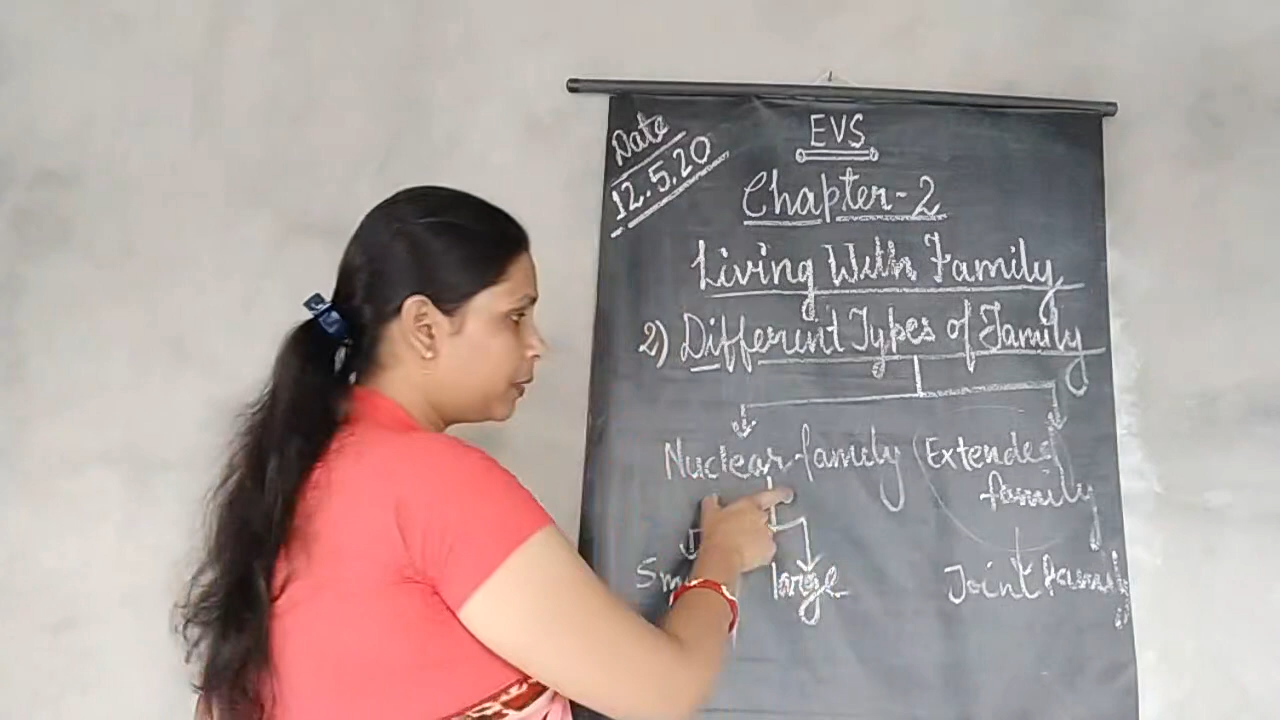 Date
12.5.20
EVS
Chapter-2
Living With Family
2) Different Types of Family
Nuclear family
Extended
family
large
Joint family